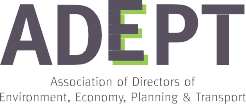 ADEPT
Association of Directors of
Environment, Economy, Planning & Transport